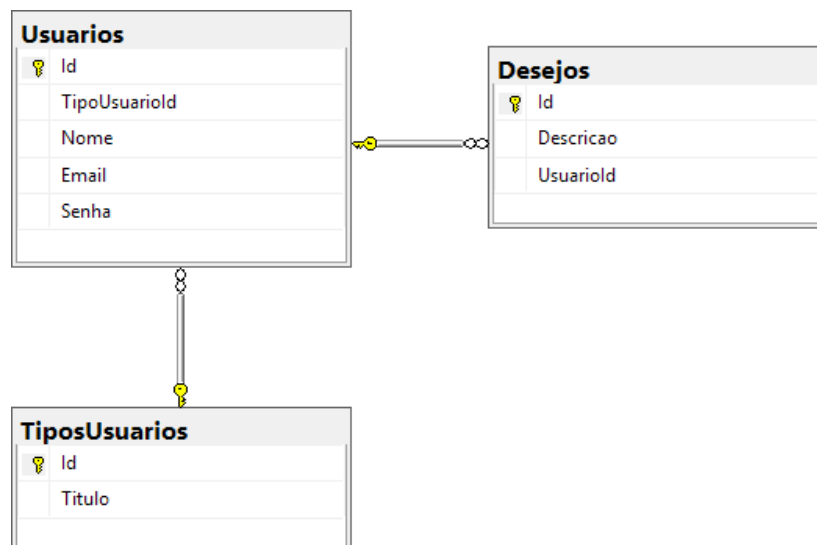 Usuarios
Id
TipoUsuarioId
Nome
Email
Senha
Desejos
Id
Descricao
UsuarioId
TiposUsuarios
Id
Titulo